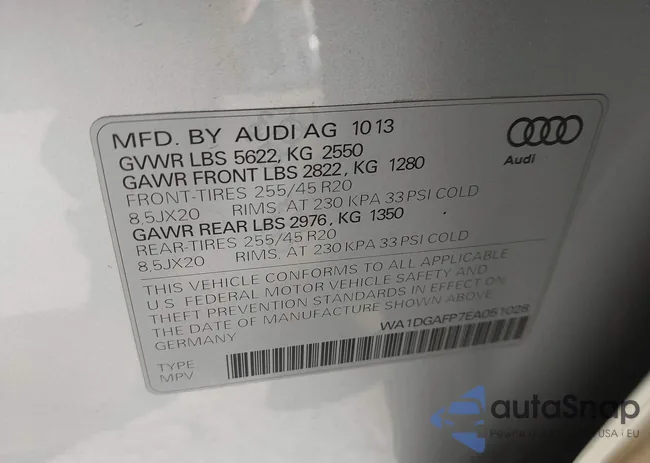 MFD. BY AUDI AG 10 13
GVWR LBS 5622, KG 2550
GAWR FRONT LBS 2822, KG 1280
FRONT-TIRES 255/45 R20
8,5JX20 RIMS, AT 230 KPA 33 PSI COLD
GAWR REAR LBS 2976, KG 1350
REAR-TIRES 255/45 R20
8,5JX20 RIMS, AT 230 KPA 33 PSI COLD
Audi
THIS VEHICLE CONFORMS TO ALL APPLICABLE
U.S. FEDERAL MOTOR VEHICLE SAFETY AND
THEFT PREVENTION STANDARDS IN EFFECT ON
THE DATE OF MANUFACTURE SHOWN ABOVE.
GERMANY
WA1DGAFP7EA051028
TYPE
MPV
autaSnap
Pewne USA i EU